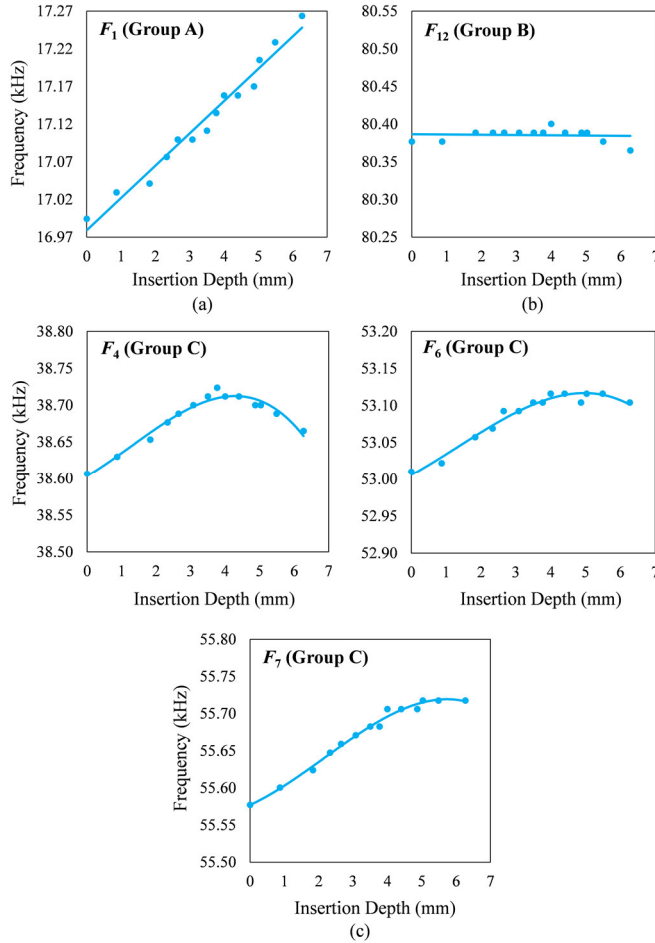 F1 (Group A)
Frequency (kHz)
17.27
17.22
17.17
17.12
17.07
17.02
16.97
0 1 2 3 4 5 6 7
Insertion Depth (mm)
(a)
F12 (Group B)
80.55
80.50
80.45
80.40
80.35
80.30
80.25
0 1 2 3 4 5 6 7
Insertion Depth (mm)
(b)
F4 (Group C)
Frequency (kHz)
38.80
38.75
38.70
38.65
38.60
38.55
38.50
0 1 2 3 4 5 6 7
Insertion Depth (mm)
F6 (Group C)
53.20
53.15
53.10
53.05
53.00
52.95
52.90
0 1 2 3 4 5 6 7
Insertion Depth (mm)
F7 (Group C)
Frequency (kHz)
55.80
55.75
55.70
55.65
55.60
55.55
55.50
0 1 2 3 4 5 6 7
Insertion Depth (mm)
(c)